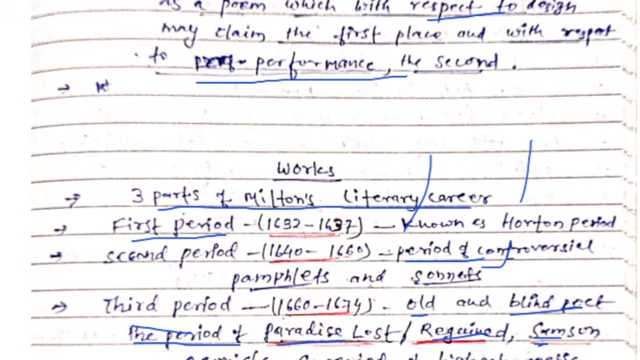 as a poem which with respect to design
may claim the first place and with respect
to performance, the second.
→
Works
→ 3 parts of Milton's literary career
→ First period - (1632-1637) - known as Horton period
→ second period - (1640-1660) - period of controversial
pamphlets and sonnets
→ Third period - (1660-1674) - old and blind poet
The period of Paradise Lost / Regained, Samson